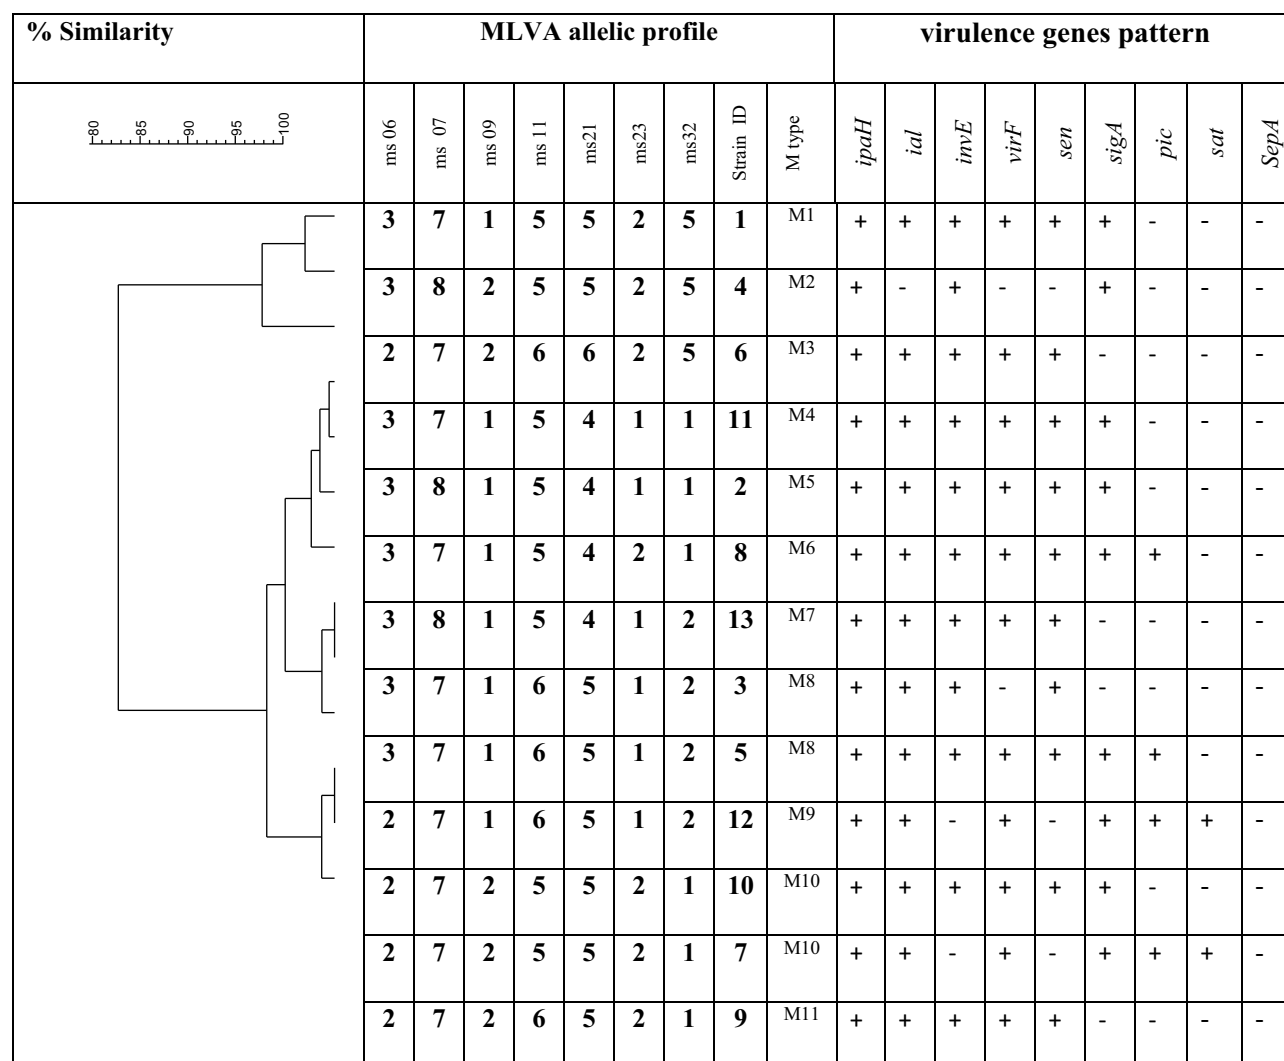 % Similarity MLVA allelic profile virulence genes pattern
80 85 90 95 100 ms 06 ms 07 ms 09 ms 11 ms21 ms23 ms32 Strain ID M type ipaH ial invE virF sen sigA pic sat SepA
3 7 1 5 5 2 5 1 M1 + + + + + + - - -
3 8 2 5 5 2 5 4 M2 + - + - - + - - -
2 7 2 6 6 2 5 6 M3 + + + + + - - - -
3 7 1 5 4 1 1 11 M4 + + + + + + - - -
3 8 1 5 4 1 1 2 M5 + + + + + + - - -
3 7 1 5 4 2 1 8 M6 + + + + + + + - -
3 8 1 5 4 1 2 13 M7 + + + + + - - - -
3 7 1 6 5 1 2 3 M8 + + + - + - - - -
3 7 1 6 5 1 2 5 M8 + + + + + + + - -
2 7 1 6 5 1 2 12 M9 + + - + - + + + -
2 7 2 5 5 2 1 10 M10 + + + + + + - - -
2 7 2 5 5 2 1 7 M10 + + - + - + + + -
2 7 2 6 5 2 1 9 M11 + + + + + - - - -